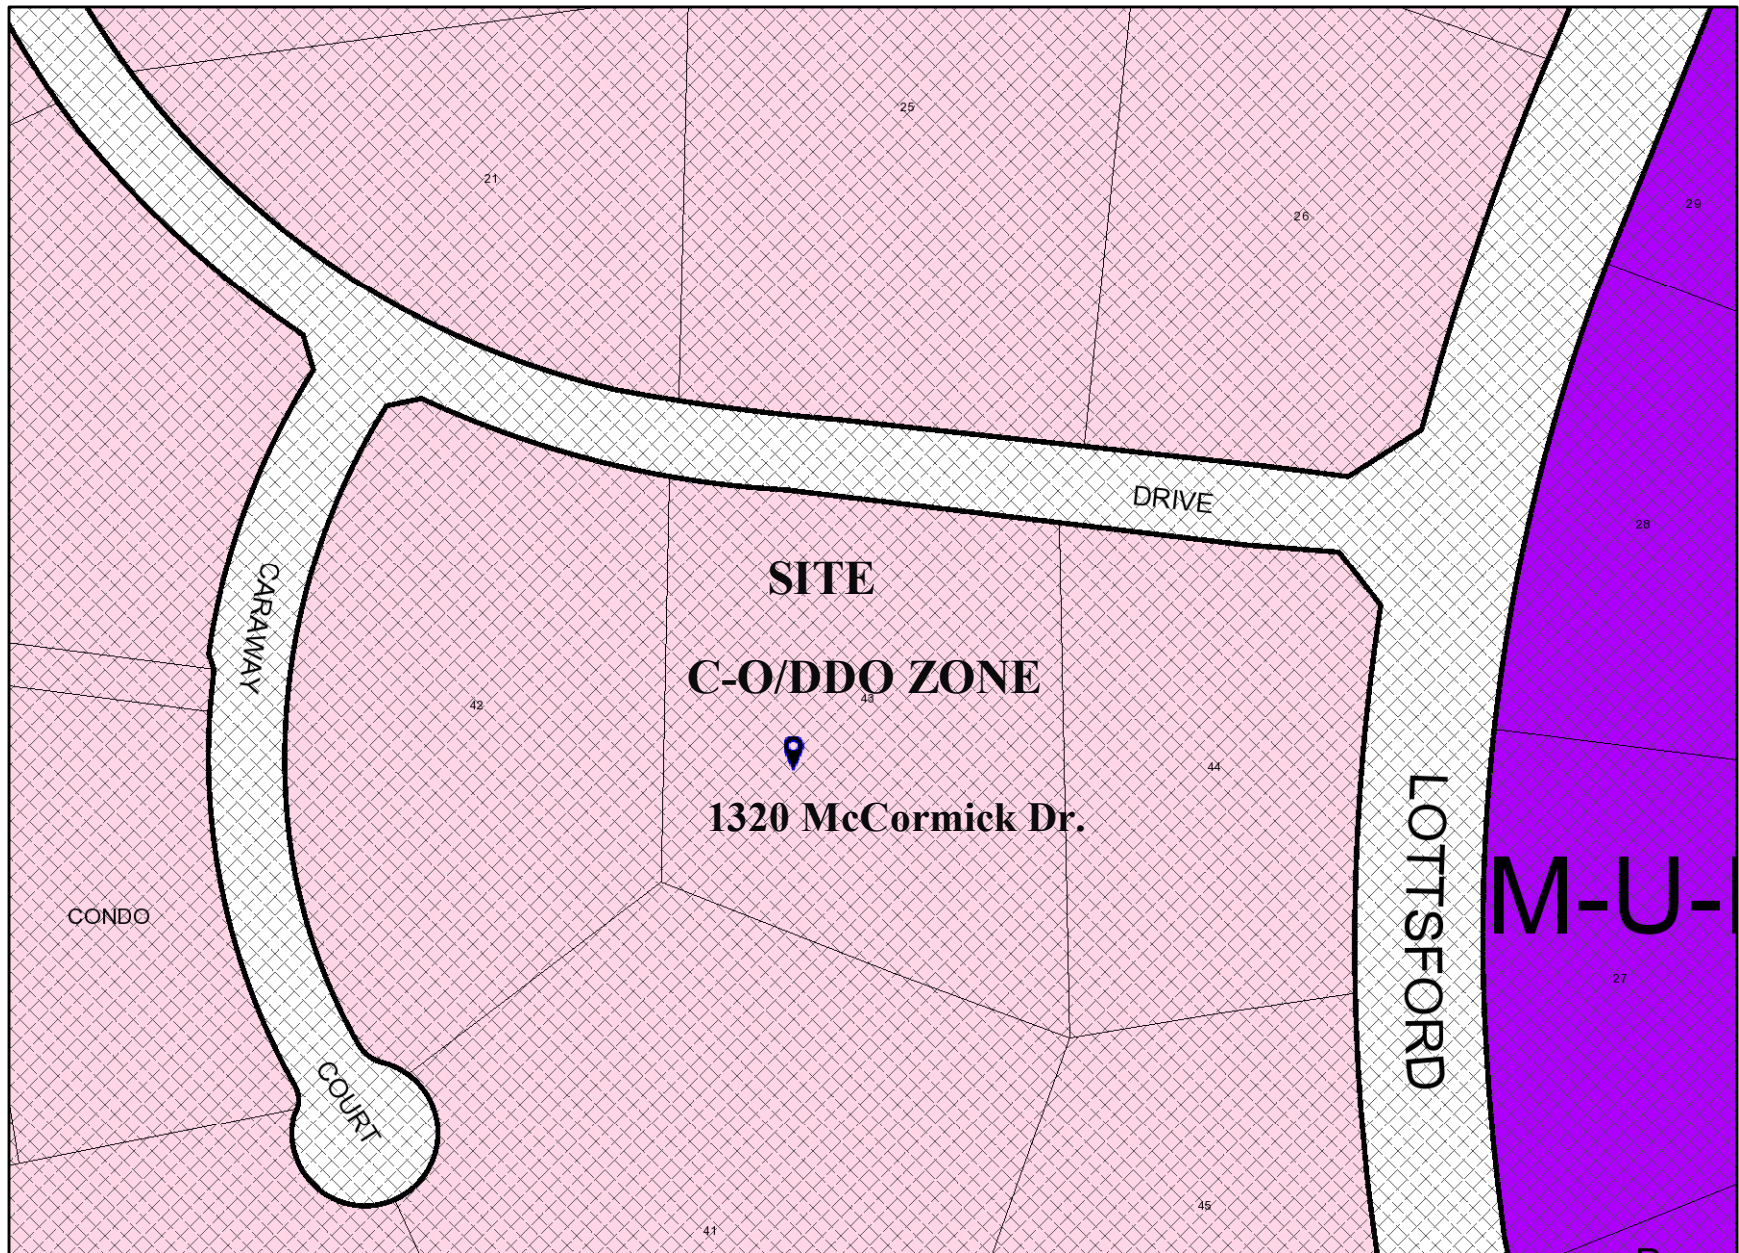 25
21
29
26
DRIVE
28
SITE
CARAWAY
C-O/DDO ZONE
43
42
44
1320 McCormick Dr.
LOTTSFORD
M-U-
CONDO
27
COURT
45
41